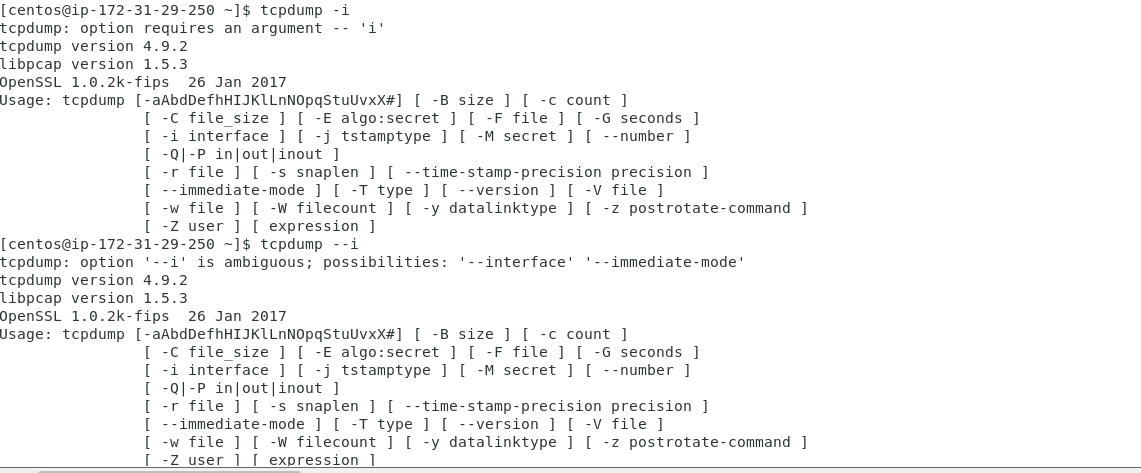 [centos@ip-172-31-29-250 ~]$ tcpdump -i
tcpdump: option requires an argument -- 'i'
tcpdump version 4.9.2
libpcap version 1.5.3
OpenSSL 1.0.2k-fips  26 Jan 2017
Usage: tcpdump [-aAbdDefhHIJKlLnNOpqStuUvxX#] [ -B size ] [ -c count ]
                [ -C file_size ] [ -E algo:secret ] [ -F file ] [ -G seconds ]
                [ -i interface ] [ -j tstamptype ] [ -M secret ] [ --number ]
                [ -Q|-P in|out|inout ]
                [ -r file ] [ -s snaplen ] [ --time-stamp-precision precision ]
                [ --immediate-mode ] [ -T type ] [ --version ] [ -V file ]
                [ -w file ] [ -W filecount ] [ -y datalinktype ] [ -z postrotate-command ]
                [ -Z user ] [ expression ]
[centos@ip-172-31-29-250 ~]$ tcpdump --i
tcpdump: option '--i' is ambiguous; possibilities: '--interface' '--immediate-mode'
tcpdump version 4.9.2
libpcap version 1.5.3
OpenSSL 1.0.2k-fips  26 Jan 2017
Usage: tcpdump [-aAbdDefhHIJKlLnNOpqStuUvxX#] [ -B size ] [ -c count ]
                [ -C file_size ] [ -E algo:secret ] [ -F file ] [ -G seconds ]
                [ -i interface ] [ -j tstamptype ] [ -M secret ] [ --number ]
                [ -Q|-P in|out|inout ]
                [ -r file ] [ -s snaplen ] [ --time-stamp-precision precision ]
                [ --immediate-mode ] [ -T type ] [ --version ] [ -V file ]
                [ -w file ] [ -W filecount ] [ -y datalinktype ] [ -z postrotate-command ]
                [ -Z user ] [ expression ]